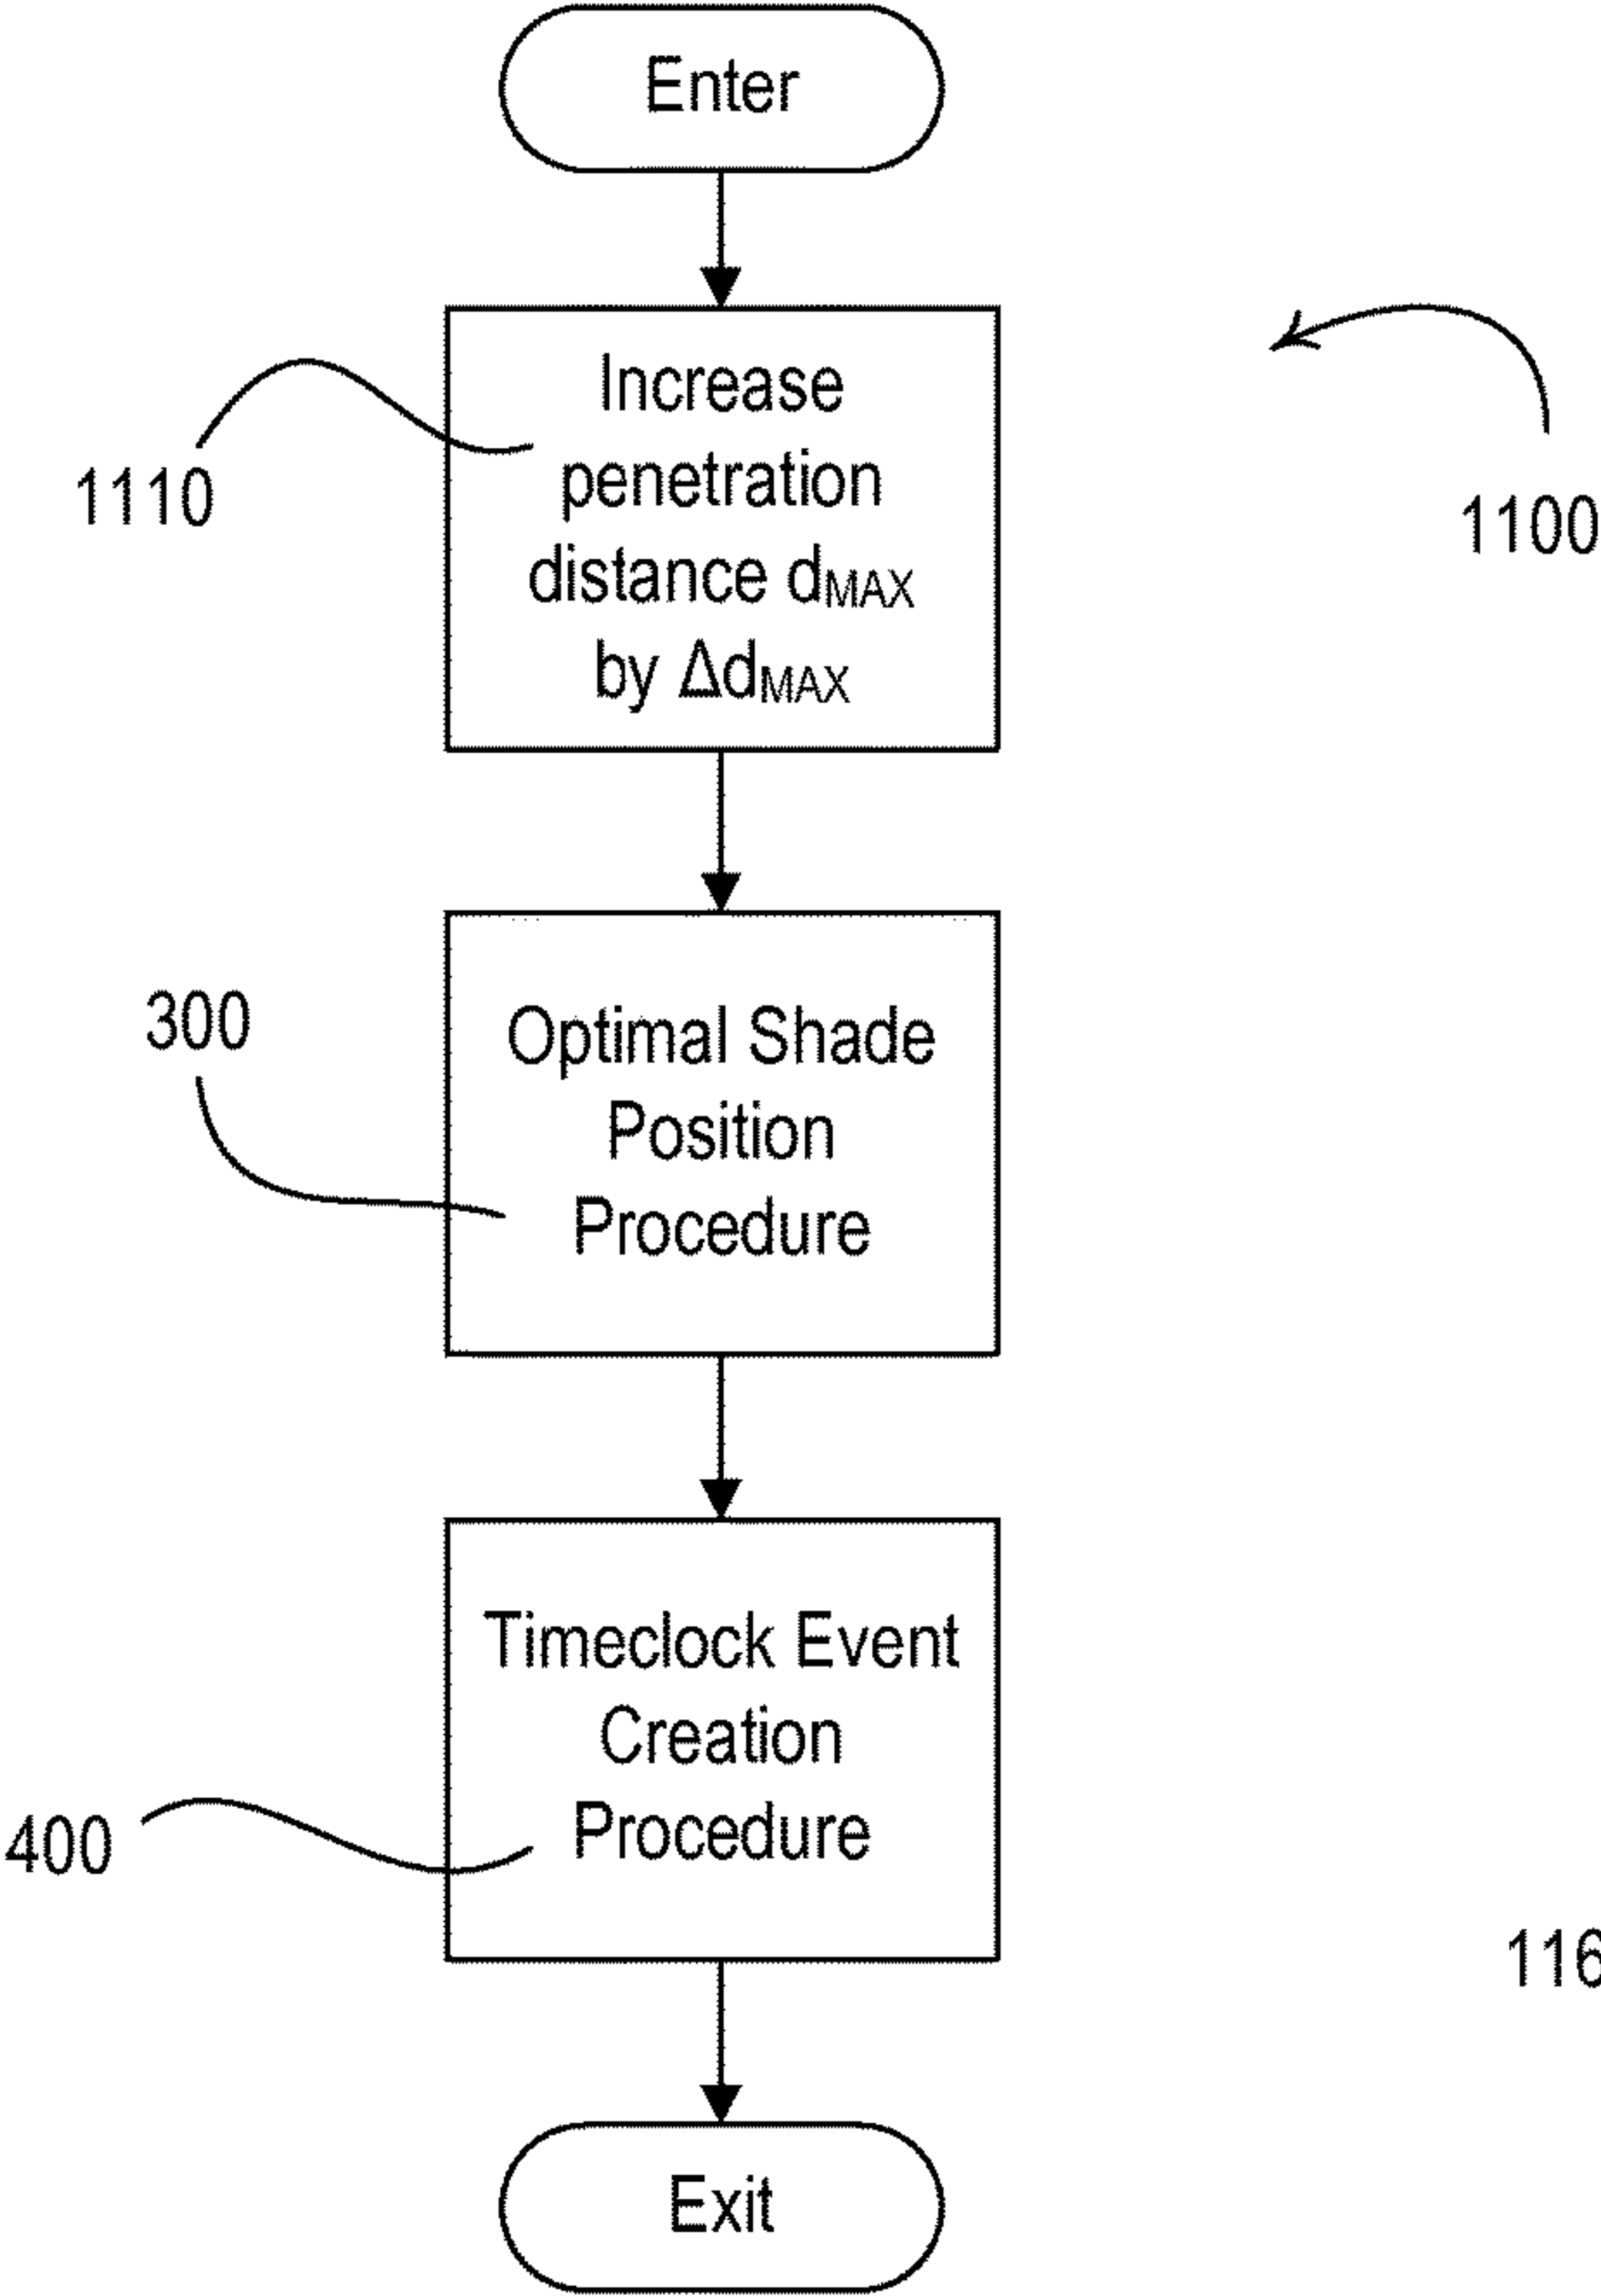 Enter
Increase
penetration
distance dMAX
by ΔdMAX
1110
1100
Optimal Shade
Position
Procedure
300
Timeclock Event
Creation
Procedure
400
116
Exit